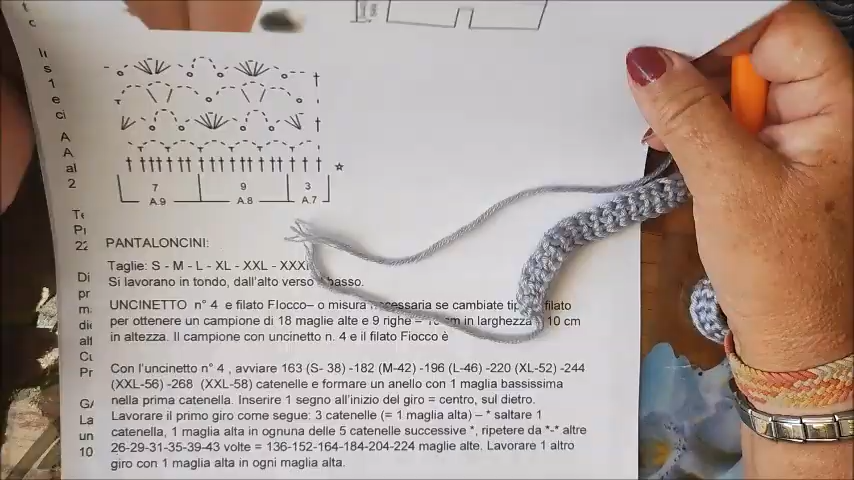 7 9 3
A.9 A.8 A.7
PANTALONCINI:
Taglie: S - M - L - XL - XXL - XXXl
Si lavorano in tondo, dall'alto verso basso.
UNCINETTO n° 4 e filato Flocco– o misura necessaria se cambiate filato
per ottenere un campione di 18 maglie alte e 9 righe – cm in larghezza 10 cm
in altezza. Il campione con uncinetto n. 4 e il filato Fiocco è
Con l'uncinetto n° 4 , avviare 163 (S- 38) -182 (M-42) -196 (L-46) -220 (XL-52) -244
(XXL-56) -268 (XXL-58) catenelle e formare un anello con 1 maglia bassissima
nella prima catenella. Inserire 1 segno all'inizio del giro = centro, sul dietro.
Lavorare il primo giro come segue: 3 catenelle (= 1 maglia alta) – * saltare 1
catenella, 1 maglia alta in ognuna delle 5 catenelle successive *, ripetere da *-* altre
26-29-31-35-39-43 volte = 136-152-164-184-204-224 maglie alte. Lavorare 1 altro
giro con 1 maglia alta in ogni maglia alta.